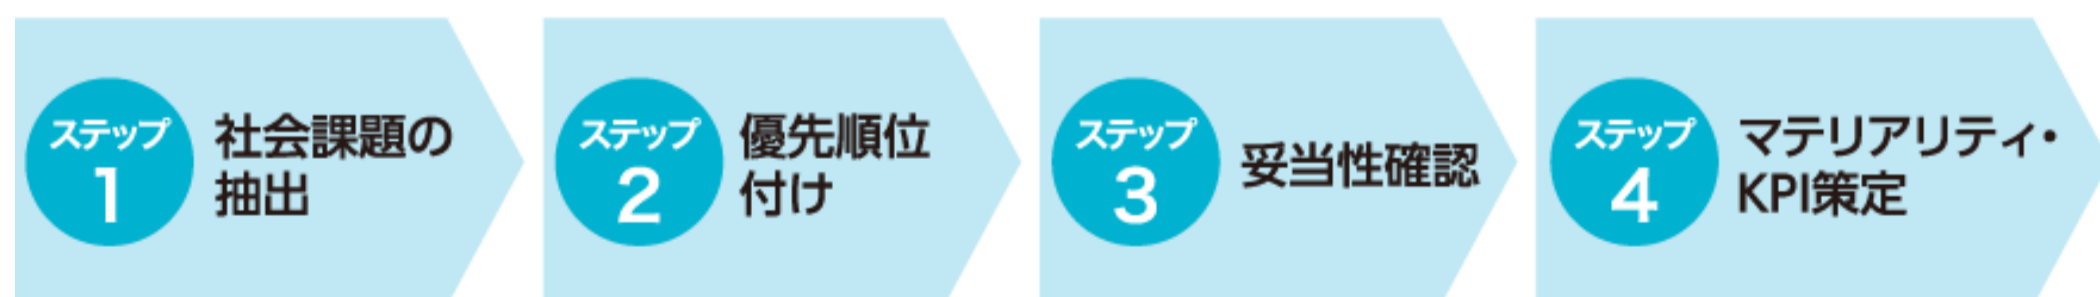 ステップ
1
社会課題の
抽出
ステップ
2
優先順位
付け
ステップ
3
妥当性確認
ステップ
4
マテリアリティ・
KPI策定